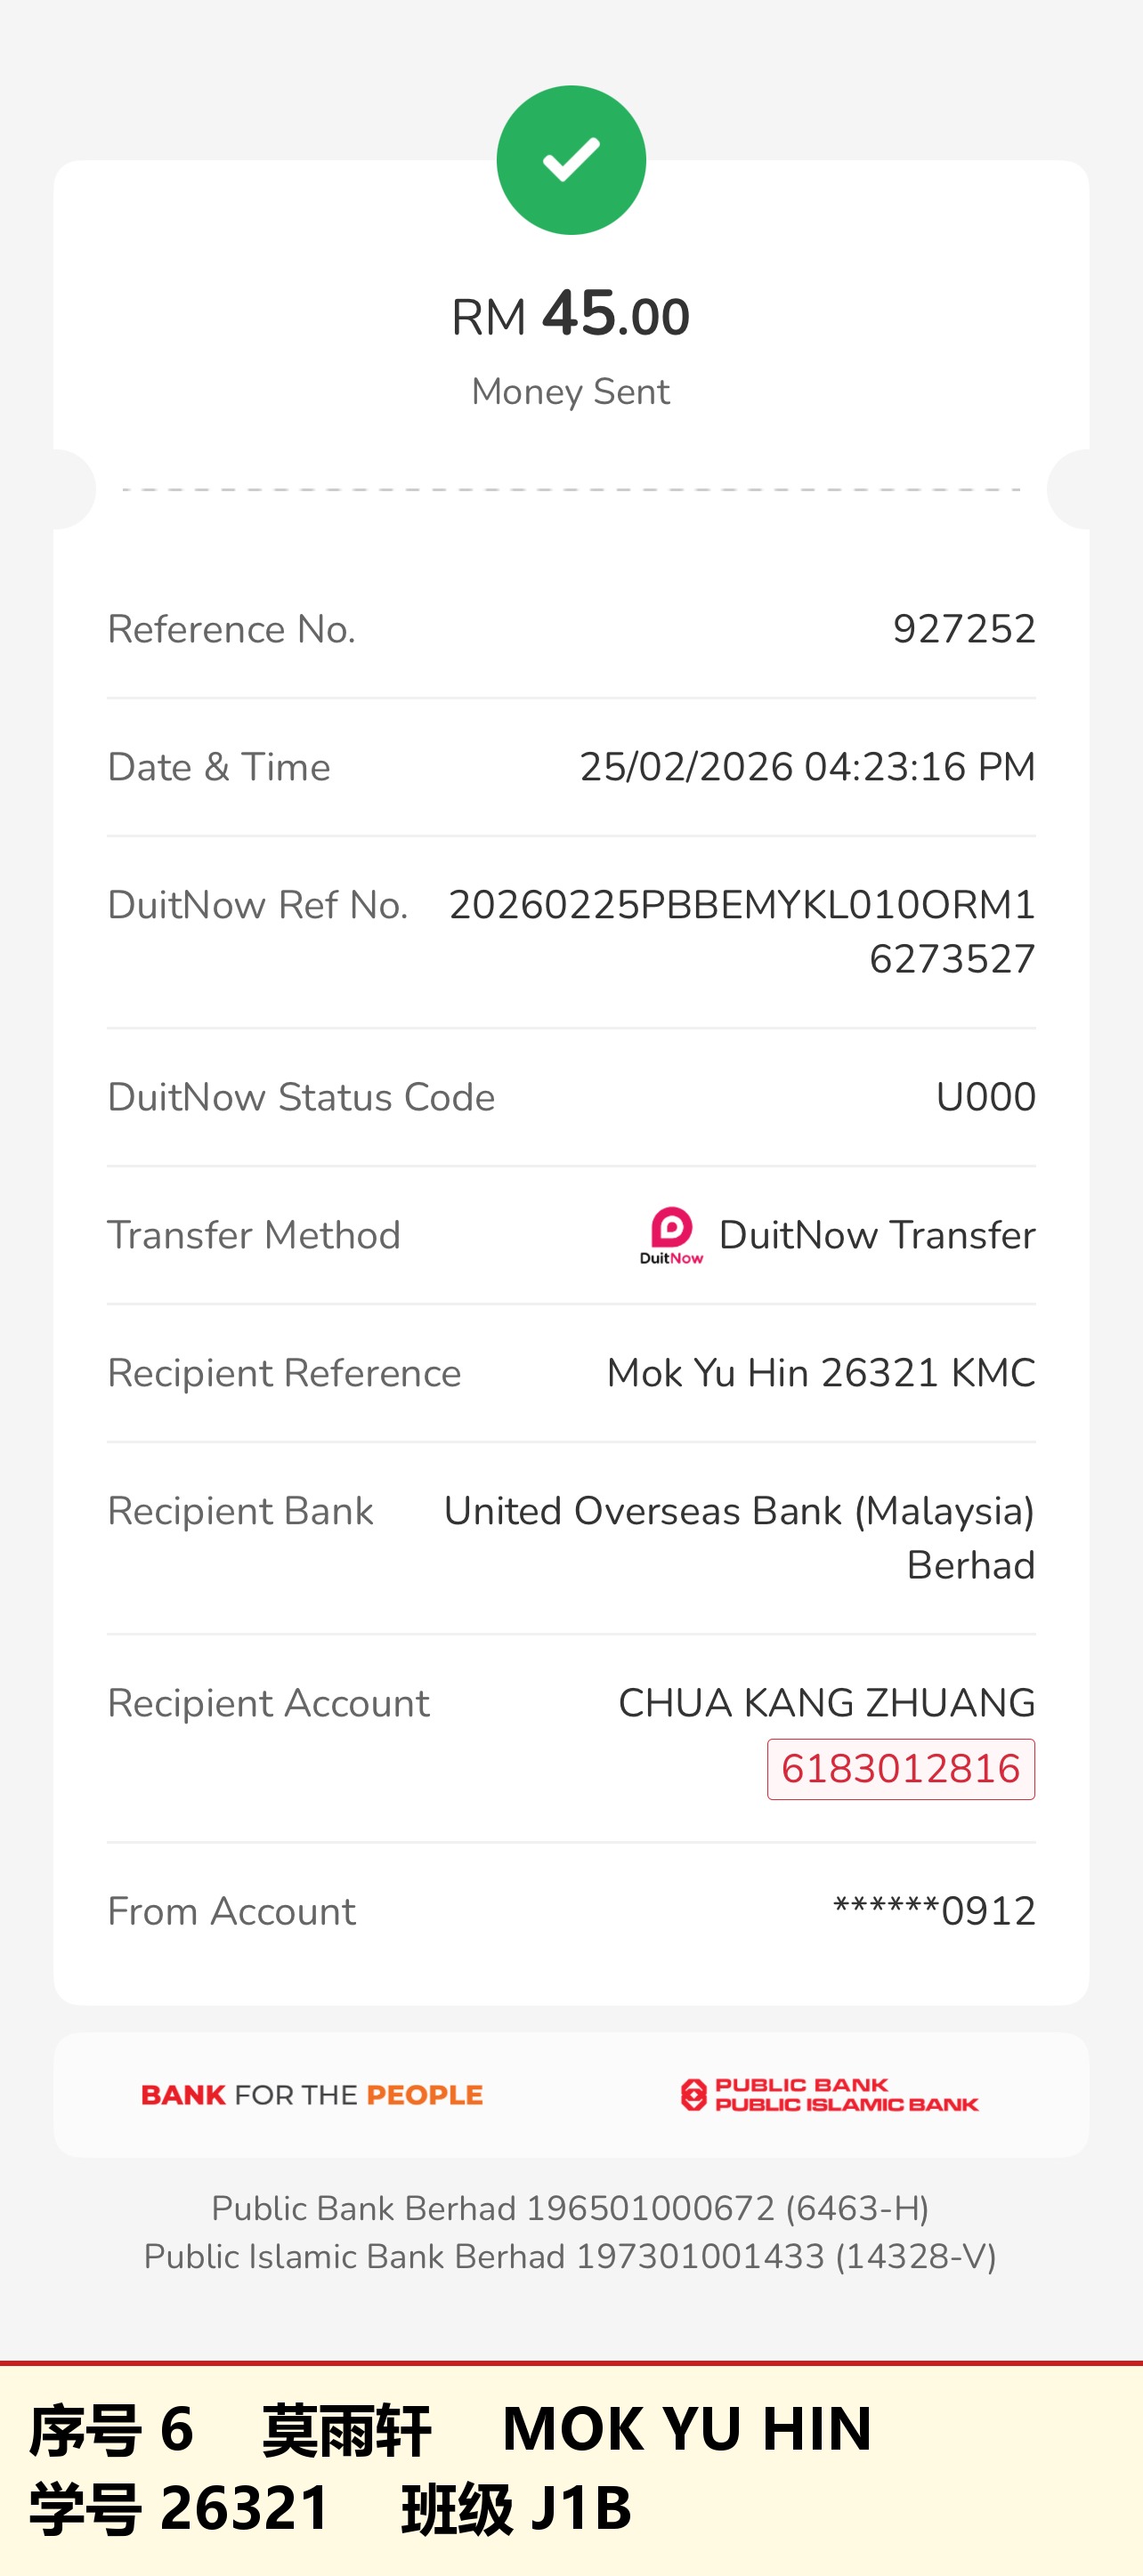 RM 45.00
Money Sent
Reference No. 927252
Date & Time 25/02/2026 04:23:16 PM
DuitNow Ref No. 20260225PBBEMYKL010ORM1
6273527
DuitNow Status Code U000
Transfer Method DuitNow DuitNow Transfer
Recipient Reference Mok Yu Hin 26321 KMC
Recipient Bank United Overseas Bank (Malaysia)
Berhad
Recipient Account CHUA KANG ZHUANG
6183012816
From Account ******0912
BANK FOR THE PEOPLE PUBLIC BANK
PUBLIC ISLAMIC BANK
Public Bank Berhad 196501000672 (6463-H)
Public Islamic Bank Berhad 197301001433 (14328-V)
序号 6 莫雨轩 MOK YU HIN
学号 26321 班级 J1B